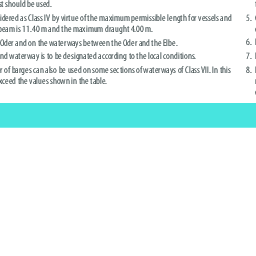 st should be used.
idered as Class IV by virtue of the maximum permissible length for vessels and
beam is 11.40 m and the maximum draught 4.00 m.
Oder and on the waterways between the Oder and the Elbe.
nd waterway is to be designated according to the local conditions.
r of barges can also be used on some sections of waterways of Class VII. In this
xceed the values shown in the table.
5.
6.
7.
8.